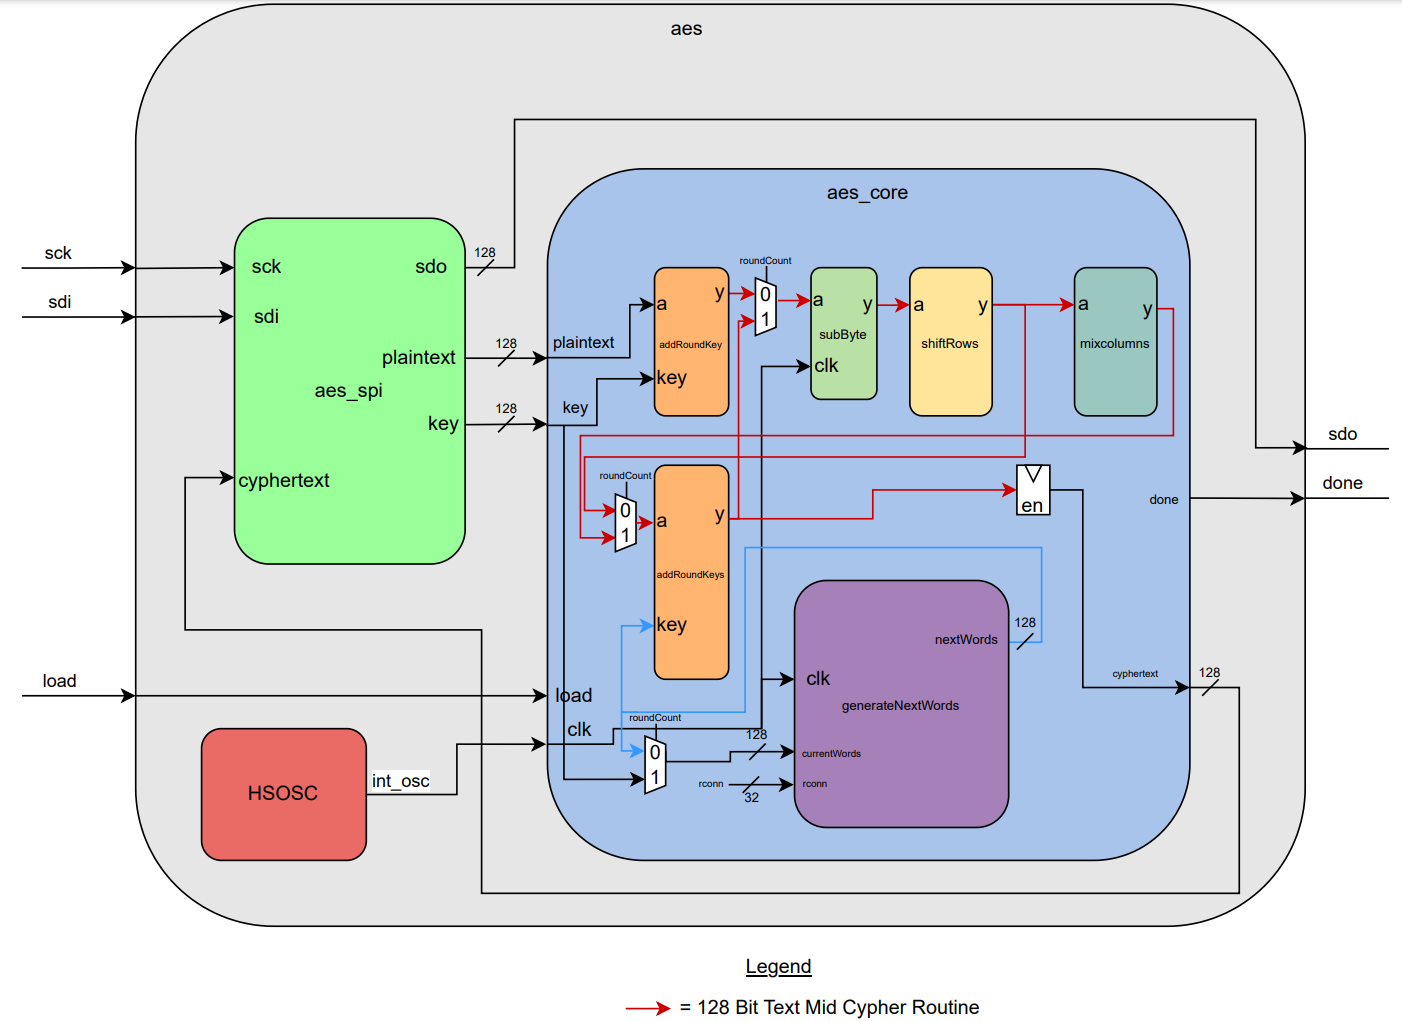 aes
aes_core
sck
sck
sdo
128
sdi
sdi
plaintext
128
plaintext
aes_spi
key
128
key
cyphertext
roundCount
0
1
a
y
addRoundKey
key
a
y
subByte
clk
a
y
shiftRows
a
y
mixcolumns
sdo
done
done
roundCount
0
1
a
y
addRoundKeys
key
en
nextWords
128
clk
generateNextWords
currentWords
rconn
cyphertext
128
load
load
clk
roundCount
0
1
128
rconn
32
HSOSC
int_osc
Legend
= 128 Bit Text Mid Cypher Routine